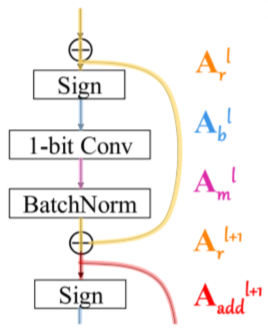 A_r^l
Sign
A_b^l
1-bit Conv
A_m^l
BatchNorm
A_r^{l+1}
Sign
A_add^{l+1}